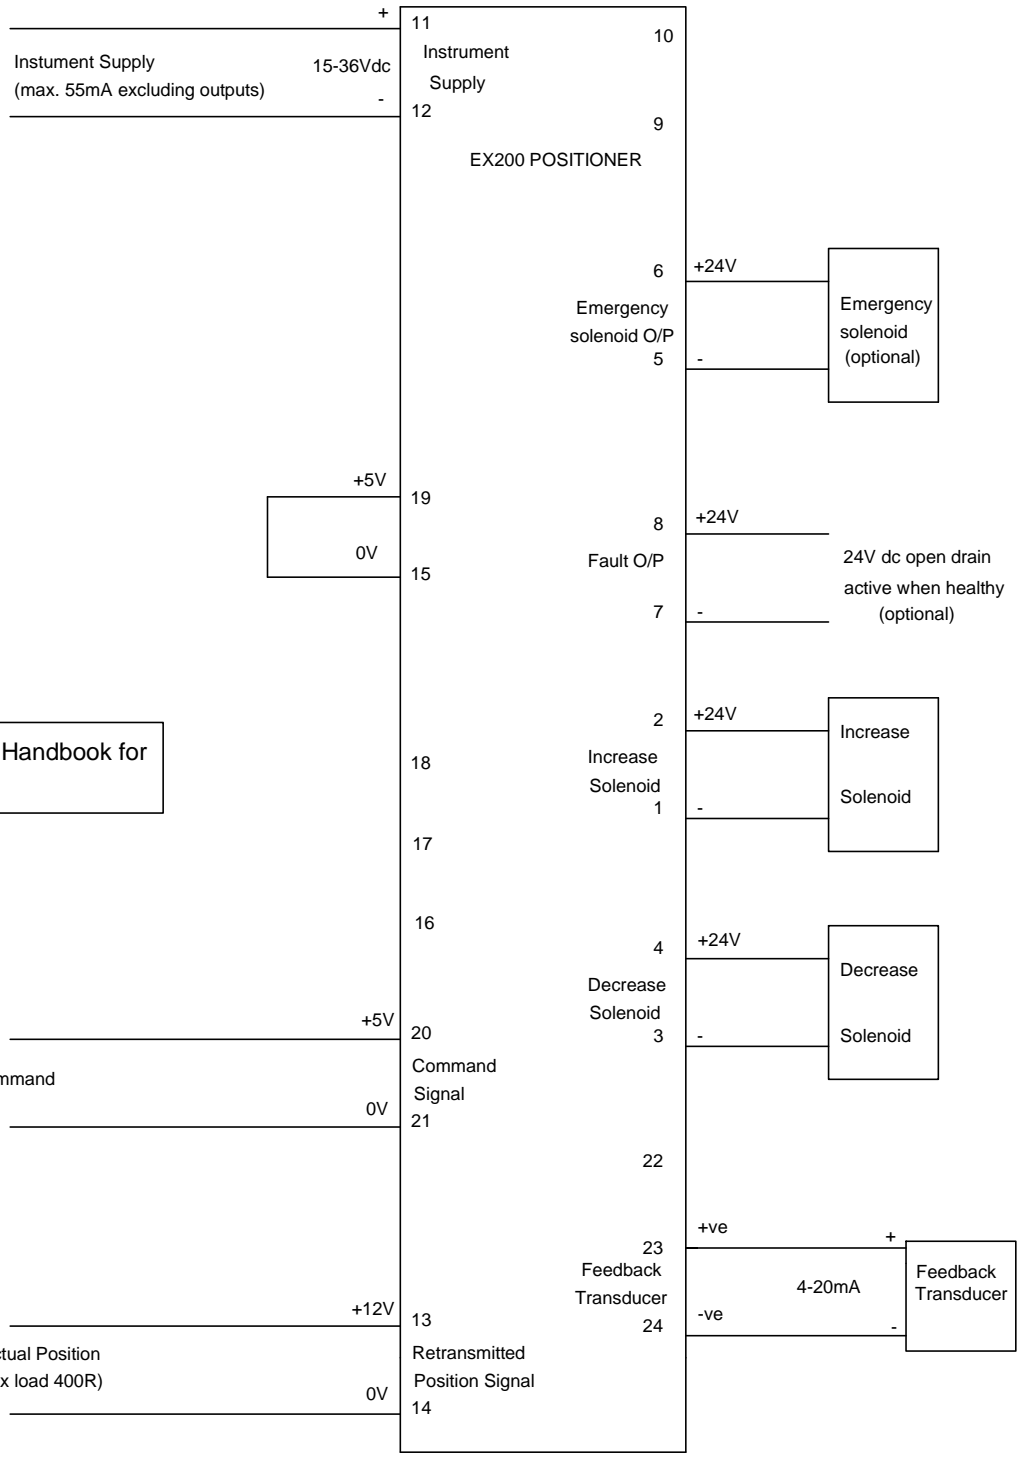 +
11
10
Instument Supply
15-36Vdc
Instrument
(max. 55mA excluding outputs)
Supply
-
12
9
EX200 POSITIONER
6
+24V
Emergency
solenoid O/P
5
-
Emergency
solenoid
(optional)
+5V
19
0V
15
8
+24V
Fault O/P
7
-
24V dc open drain
active when healthy
(optional)
Handbook for
18
17
16
2
+24V
Increase
Solenoid
1
-
Increase
Solenoid
4
+24V
Decrease
Solenoid
3
-
Decrease
Solenoid
+5V
20
Command
Signal
0V
21
22
+ve
23
Feedback
Transducer
-ve
24
4-20mA
+
-
Feedback
Transducer
+12V
13
Position
load 400R)
Retransmitted
Position Signal
0V
14